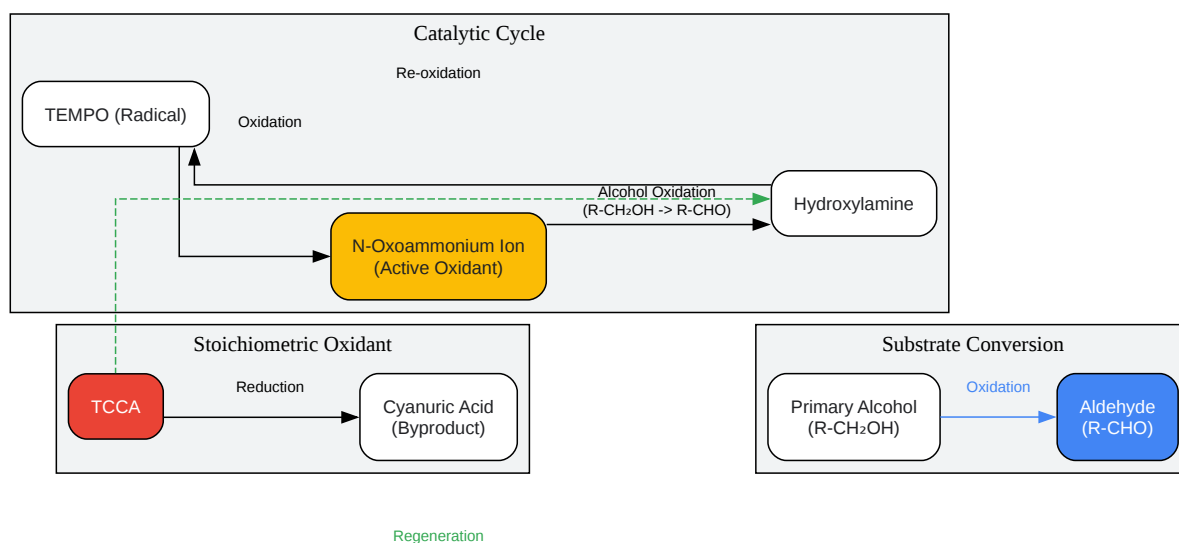 Catalytic Cycle
Re-oxidation
TEMPO (Radical)
Oxidation
Alcohol Oxidation
(R-CH₂OH -> R-CHO)
Hydroxylamine
N-Oxoammonium Ion
(Active Oxidant)
Stoichiometric Oxidant
TCCA
Reduction
Cyanuric Acid
(Byproduct)
Substrate Conversion
Primary Alcohol
(R-CH₂OH)
Oxidation
Aldehyde
(R-CHO)
Regeneration